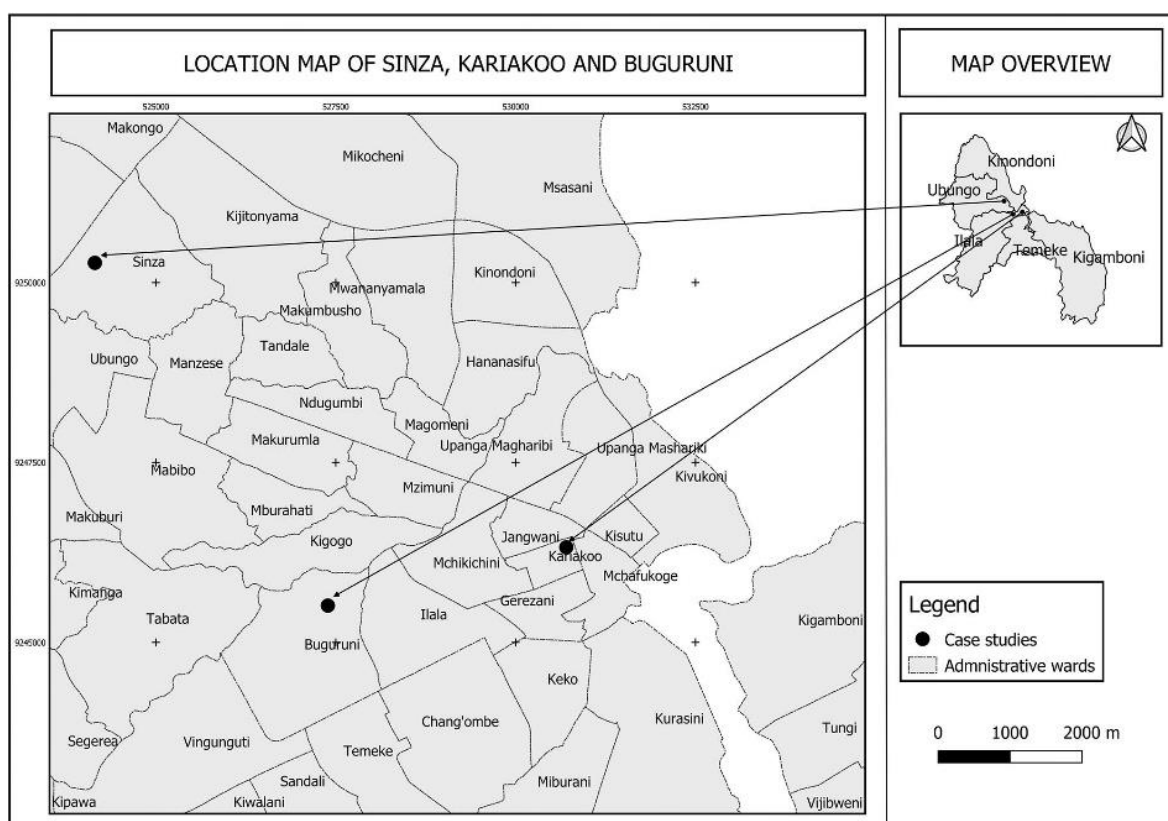 LOCATION MAP OF SINZA, KARIAKOO AND BUGURUNI
MAP OVERVIEW
525000
527500
530000
532500
Makongo
Mikocheni
Msasani
Kijitonyama
Sinza
Kinondoni
9250000
Mwananyamala
Makumbusho
Ubungo
Manzese
Tandale
Hananasifu
Ndugumbi
Magomeni
Makurumla
Upanga Magharibi
Upanga Mashariki
9247500
Mabibo
Mzimuni
Kivukoni
Mburahati
Makuburi
Kigogo
Jangwani
Kisutu
Mchikichini
Kariakoo
Mchafukoge
Kimanga
Tabata
Gerezani
Ilala
9245000
Buguruni
Kigamboni
Keko
Kurasini
Chang'ombe
Segerea
Vingunguti
Temeke
Tungi
Sandali
Miburani
Kipawa
Kiwalani
Vijibweni
Kinondoni
Ubungo
Ilala
Temeke
Kigamboni
Legend
Case studies
Admnistrative wards
0 1000 2000 m